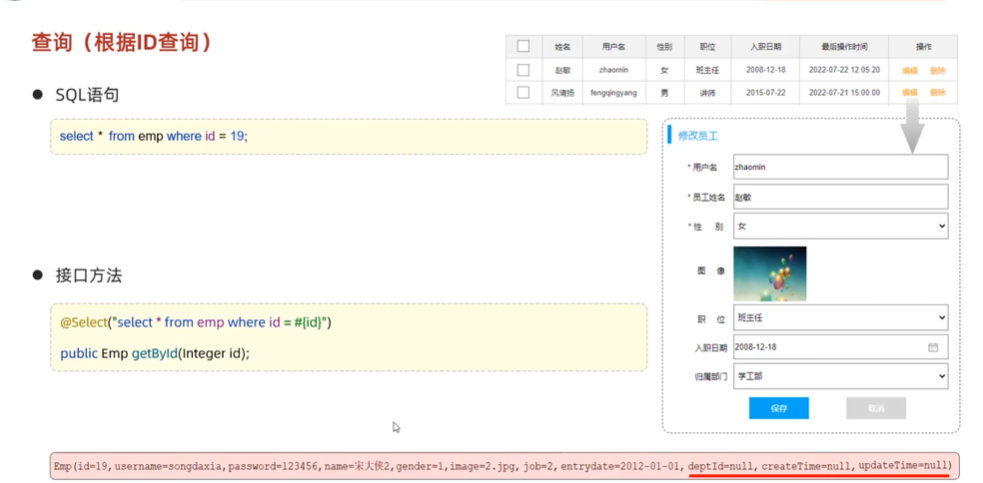 查询（根据ID查询）
● SQL语句
select * from emp where id = 19;
● 接口方法
@Select("select * from emp where id = #{id}")
public Emp getById(Integer id);
姓名 用户名 性别 职位 入职日期 最后操作时间 操作
赵敏 zhaomin 女 班主任 2008-12-18 2022-07-22 12:05:20 编辑 删除
风清扬 fengqingyang 男 讲师 2015-07-22 2022-07-21 15:00:00 编辑 删除
修改员工
* 用户名 zhaomin
* 员工姓名 赵敏
* 性 别 女
图 像
职 位 班主任
入职日期 2008-12-18
归属部门 学工部
保存 取消
Emp(id=19, username=songdaxia, password=123456, name=宋大侠2, gender=1, image=2.jpg, job=2, entrydate=2012-01-01, deptId=null, createTime=null, updateTime=null)